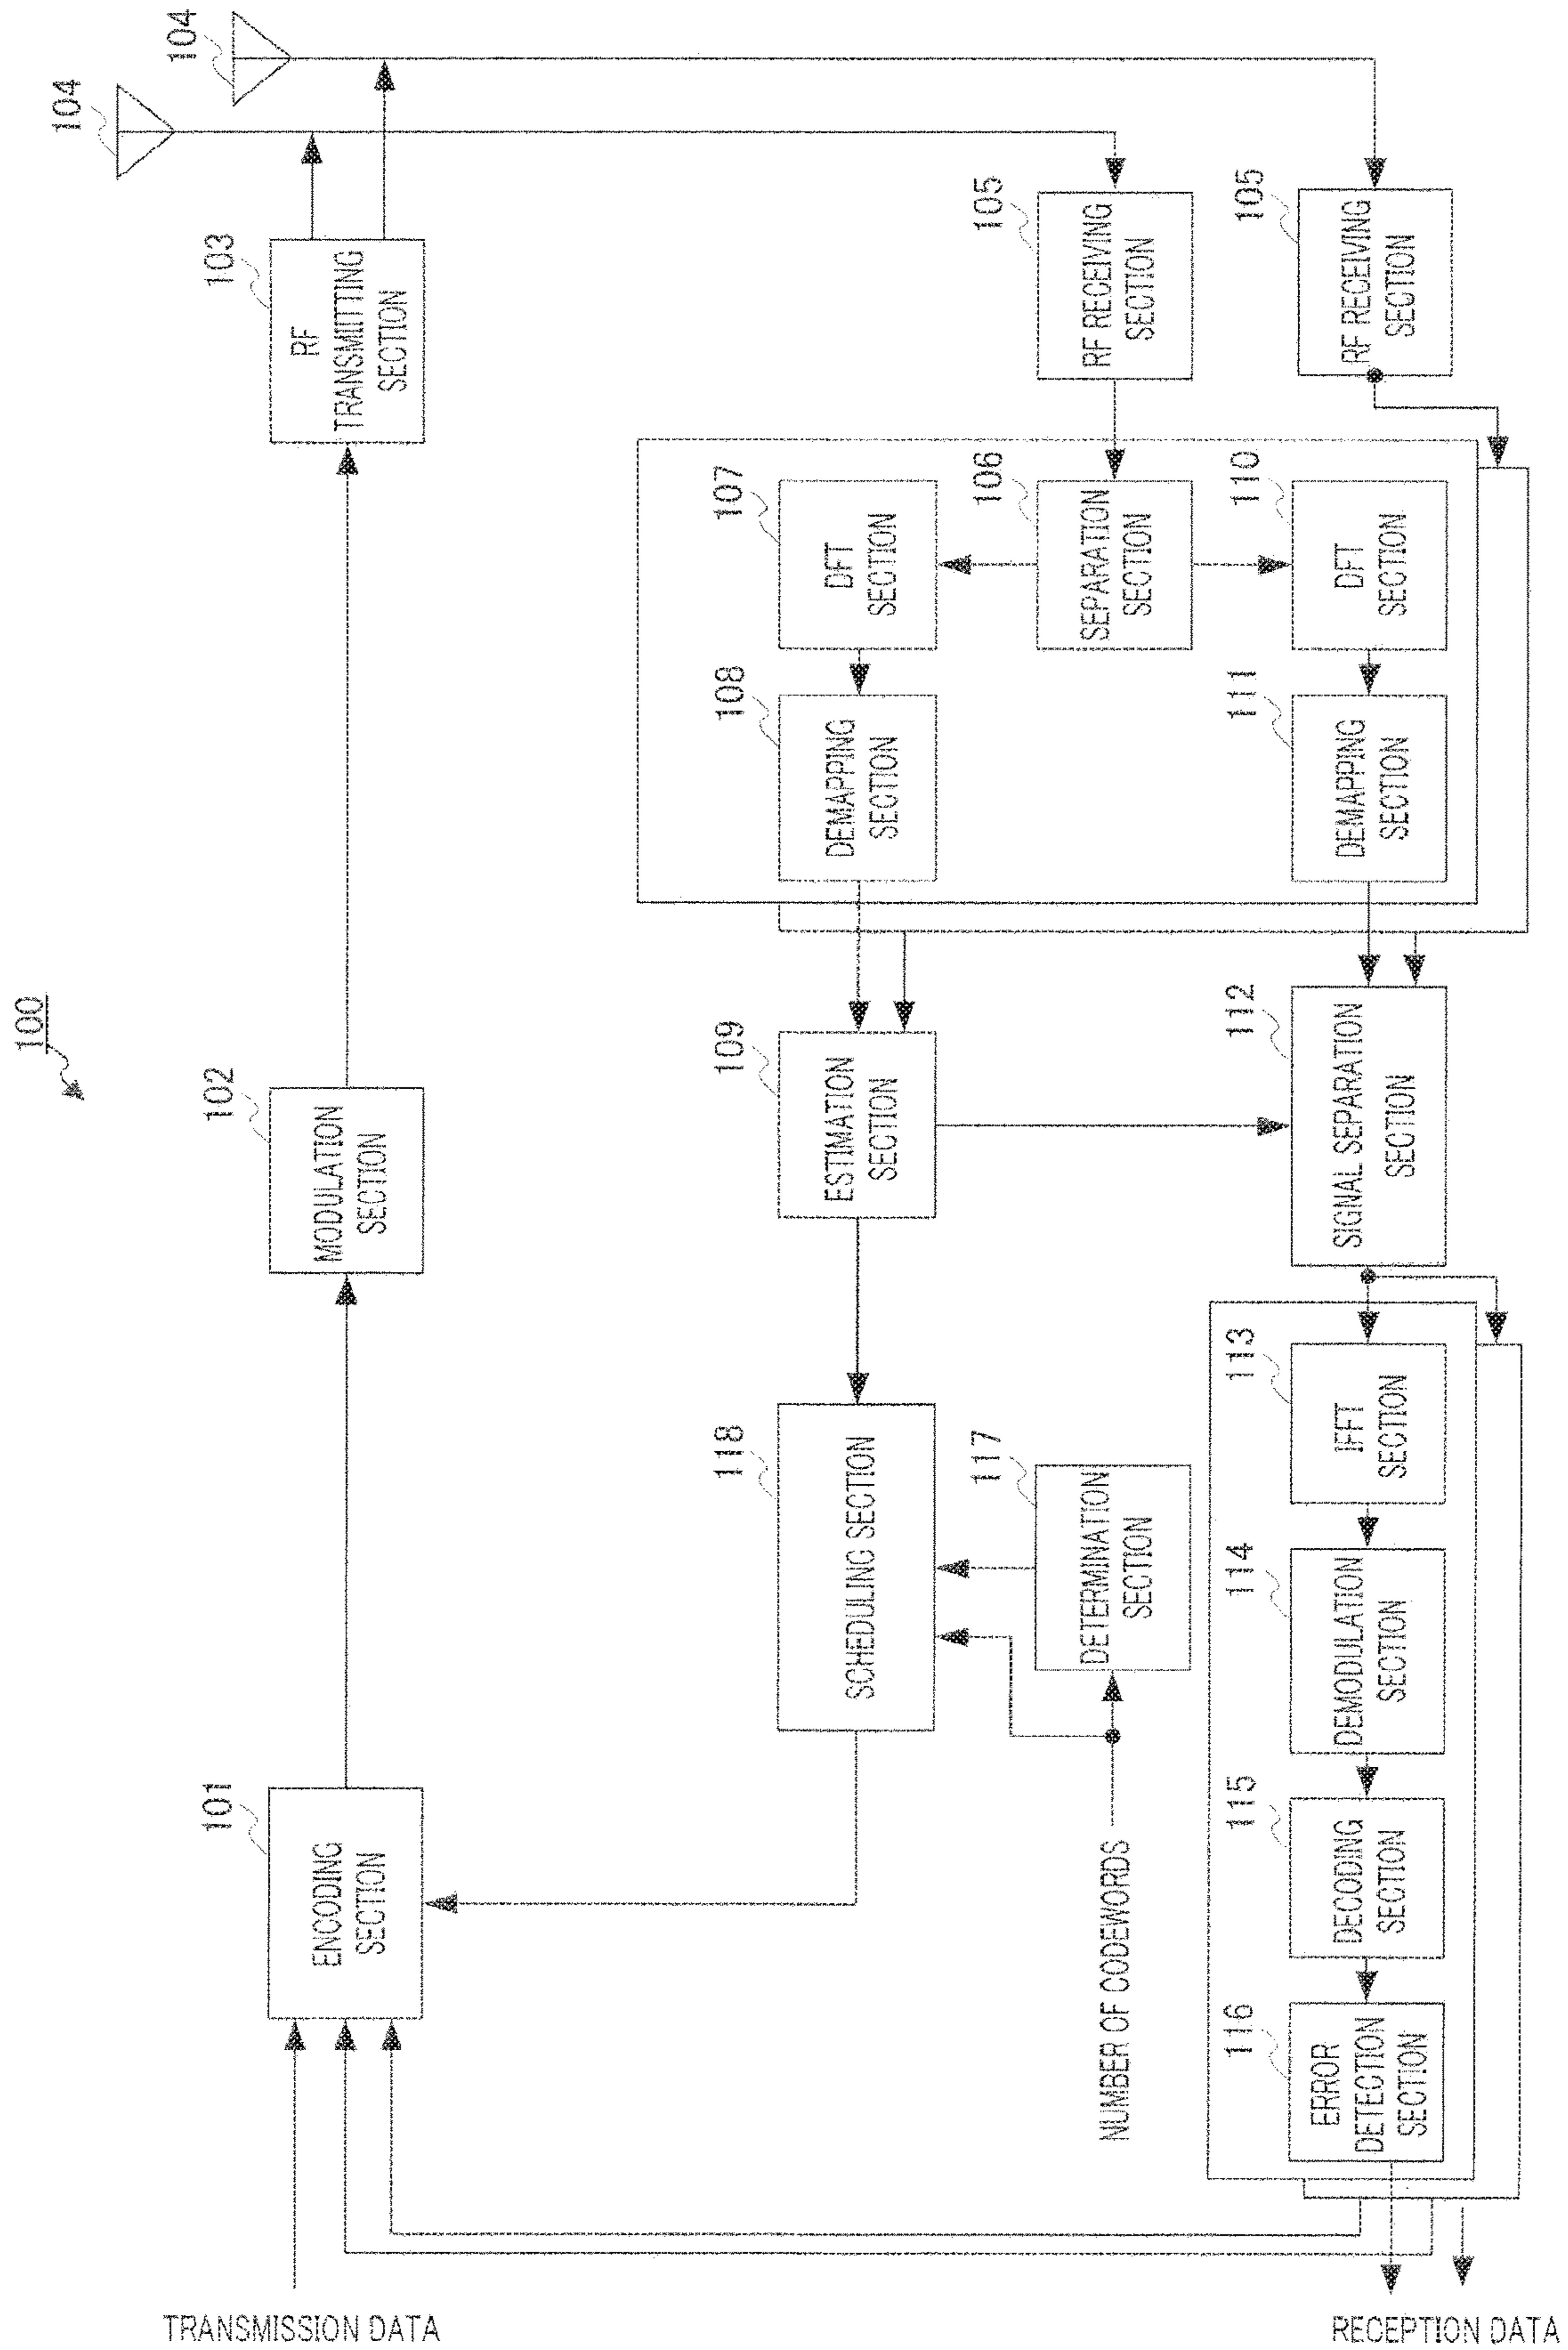 100
TRANSMISSION DATA
101
ENCODING
SECTION
102
MODULATION
SECTION
103
RF
TRANSMITTING
SECTION
104
104
118
SCHEDULING SECTION
109
ESTIMATION
SECTION
108
DEMAPPING
SECTION
107
DFT
SECTION
105
RF RECEIVING
SECTION
NUMBER OF CODEWORDS
117
DETERMINATION
SECTION
106
SEPARATION
SECTION
105
RF RECEIVING
SECTION
116
ERROR
DETECTION
SECTION
115
DECODING
SECTION
114
DEMODULATION
SECTION
113
IFFT
SECTION
112
SIGNAL SEPARATION
SECTION
111
DEMAPPING
SECTION
110
DFT
SECTION
RECEPTION DATA